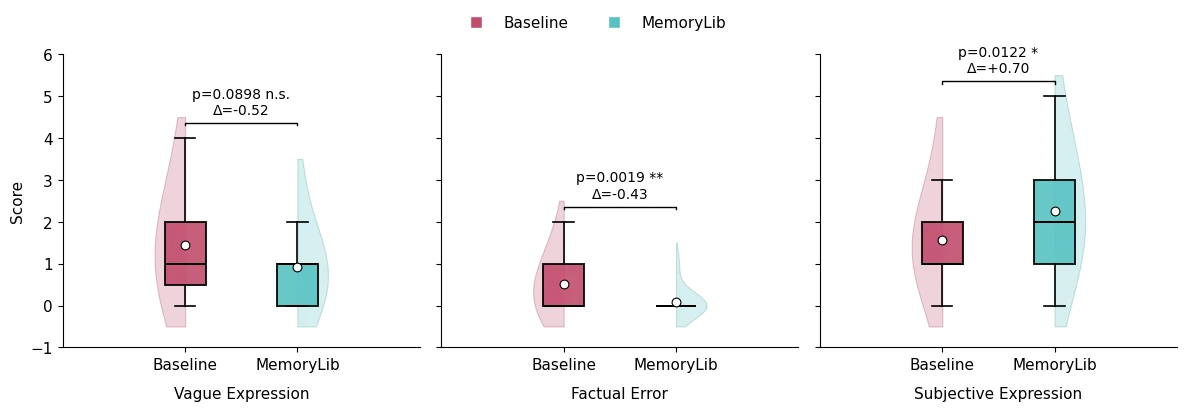 Baseline
MemoryLib
Score
6
5
4
3
2
1
0
−1
p=0.0898 n.s.
Δ=-0.52
Baseline
MemoryLib
Vague Expression
p=0.0019 **
Δ=-0.43
Baseline
MemoryLib
Factual Error
p=0.0122 *
Δ=+0.70
Baseline
MemoryLib
Subjective Expression